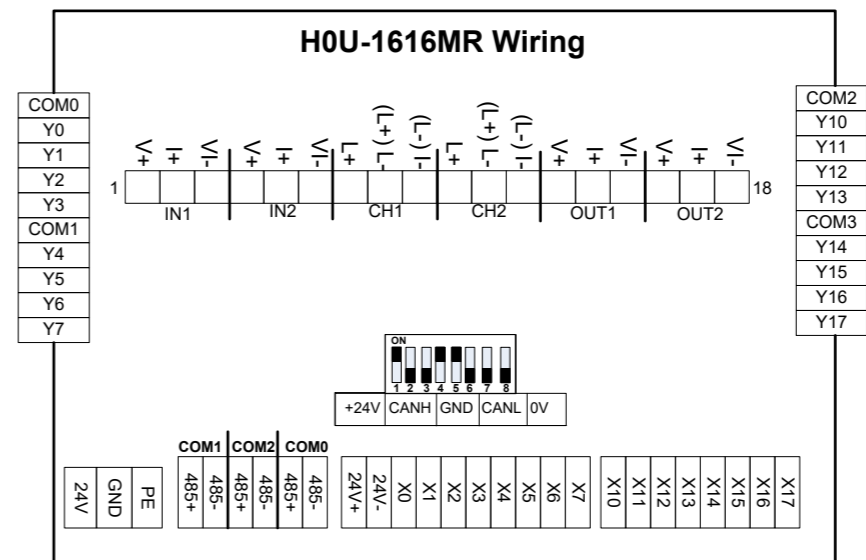 H0U-1616MR Wiring
COM0
Y0
Y1
Y2
Y3
COM1
Y4
Y5
Y6
Y7
COM2
Y10
Y11
Y12
Y13
COM3
Y14
Y15
Y16
Y17
V+ I+ VI- V+ I+ VI- L+ (L+) L- (L-) I- L+ (L+) L- (L-) I- V+ I+ VI- V+ I+ VI-
1 18
IN1 IN2 CH1 CH2 OUT1 OUT2
ON
1 2 3 4 5 6 7 8
+24V CANH GND CANL 0V
COM1 COM2 COM0
24V GND PE
485+ 485- 485+ 485- 485+ 485-
24V+ 24V- X0 X1 X2 X3 X4 X5 X6 X7
X10 X11 X12 X13 X14 X15 X16 X17